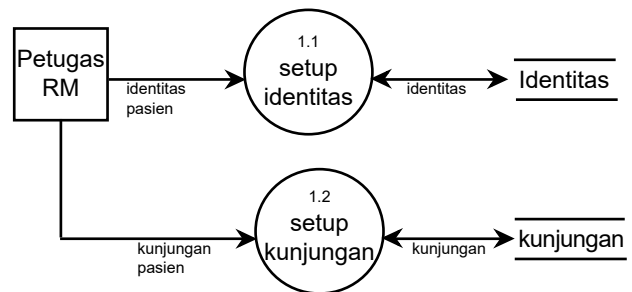 Petugas
RM
identitas
pasien
1.1
setup
identitas
identitas
Identitas
kunjungan
pasien
1.2
setup
kunjungan
kunjungan
kunjungan